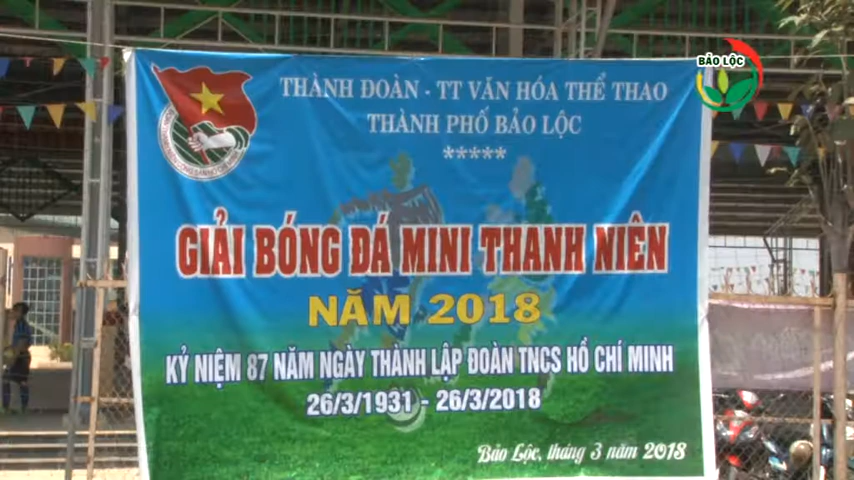 BẢO LỘC
THÀNH ĐOÀN - TT VĂN HÓA THỂ THAO
THÀNH PHỐ BẢO LỘC
*****
GIẢI BÓNG ĐÁ MINI THANH NIÊN
NĂM 2018
KỶ NIỆM 87 NĂM NGÀY THÀNH LẬP ĐOÀN TNCS HỒ CHÍ MINH
26/3/1931 - 26/3/2018
Bảo Lộc, tháng 3 năm 2018